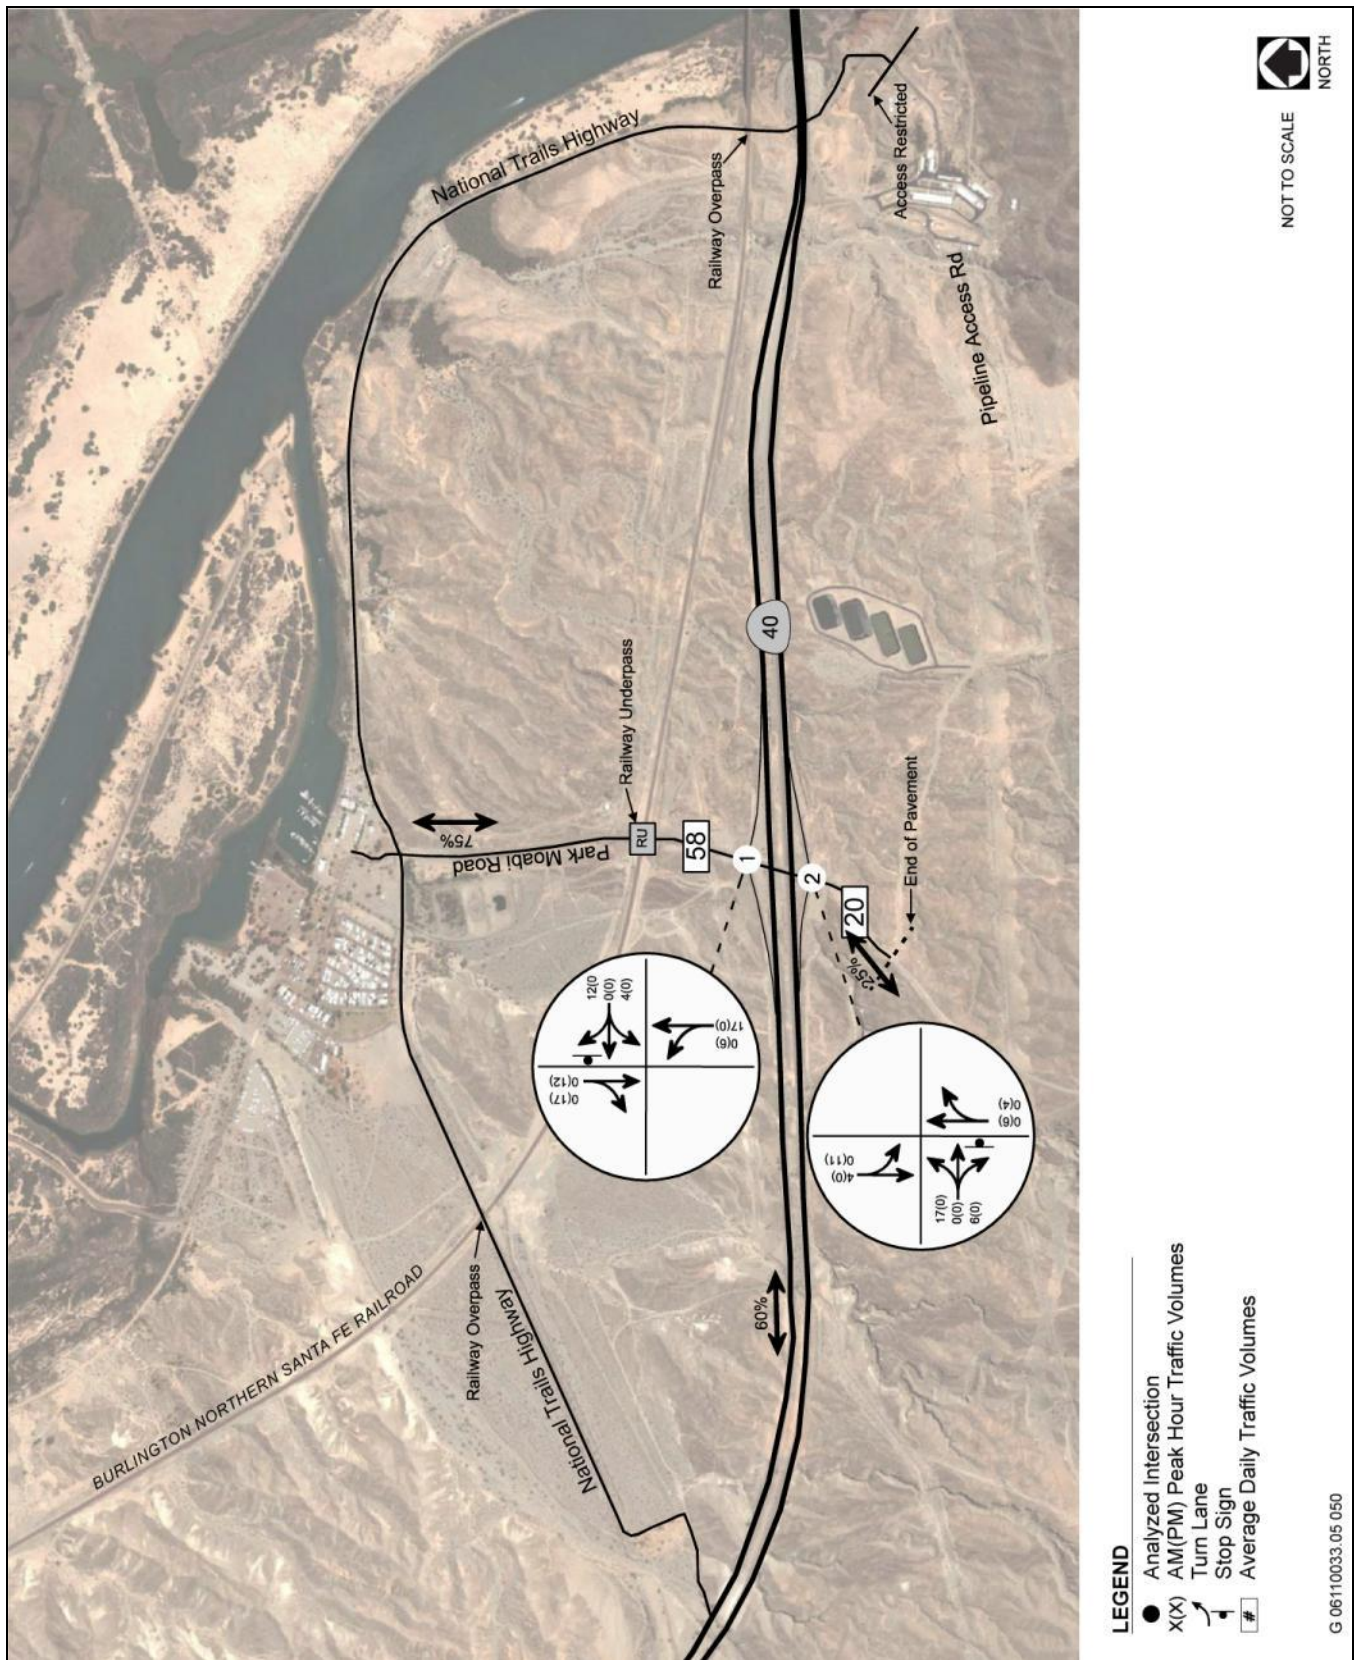 NORTH
NOT TO SCALE
National Trails Highway
Railway Overpass
Access Restricted
Pipeline Access Rd
40
Railway Underpass
75%
Park Moabi Road
RU
58
1
2
20
25%
End of Pavement
12(0
0(0)
4(0)
0(12)
0(17)
17(0)
0(6)
4(0)
0(11)
17(0)
0(0)
6(0)
0(6)
0(4)
60%
Railway Overpass
National Trails Highway
BURLINGTON NORTHERN SANTA FE RAILROAD
LEGEND
Analyzed Intersection
X(X) AM(PM) Peak Hour Traffic Volumes
Turn Lane
Stop Sign
# Average Daily Traffic Volumes
G 06110033.05 050